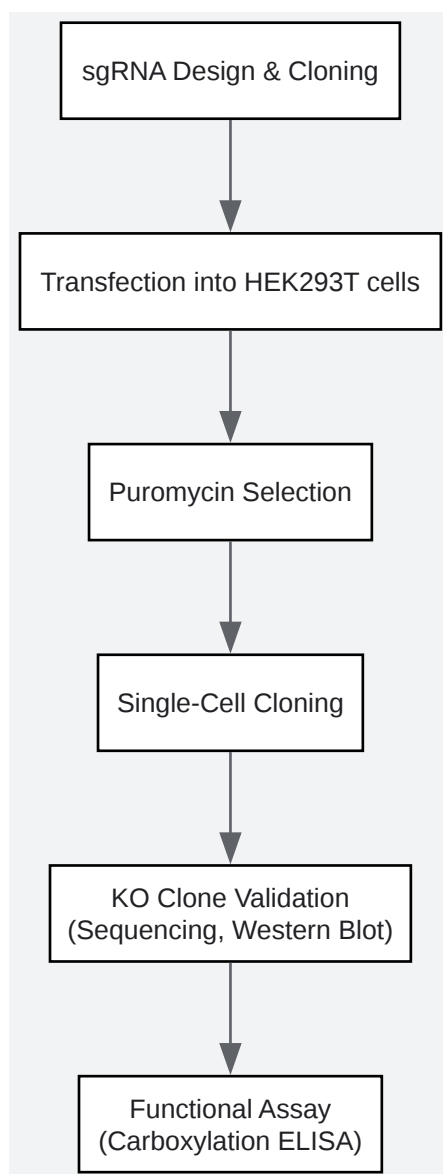 sgRNA Design & Cloning
Transfection into HEK293T cells
Puromycin Selection
Single-Cell Cloning
KO Clone Validation
(Sequencing, Western Blot)
Functional Assay
(Carboxylation ELISA)